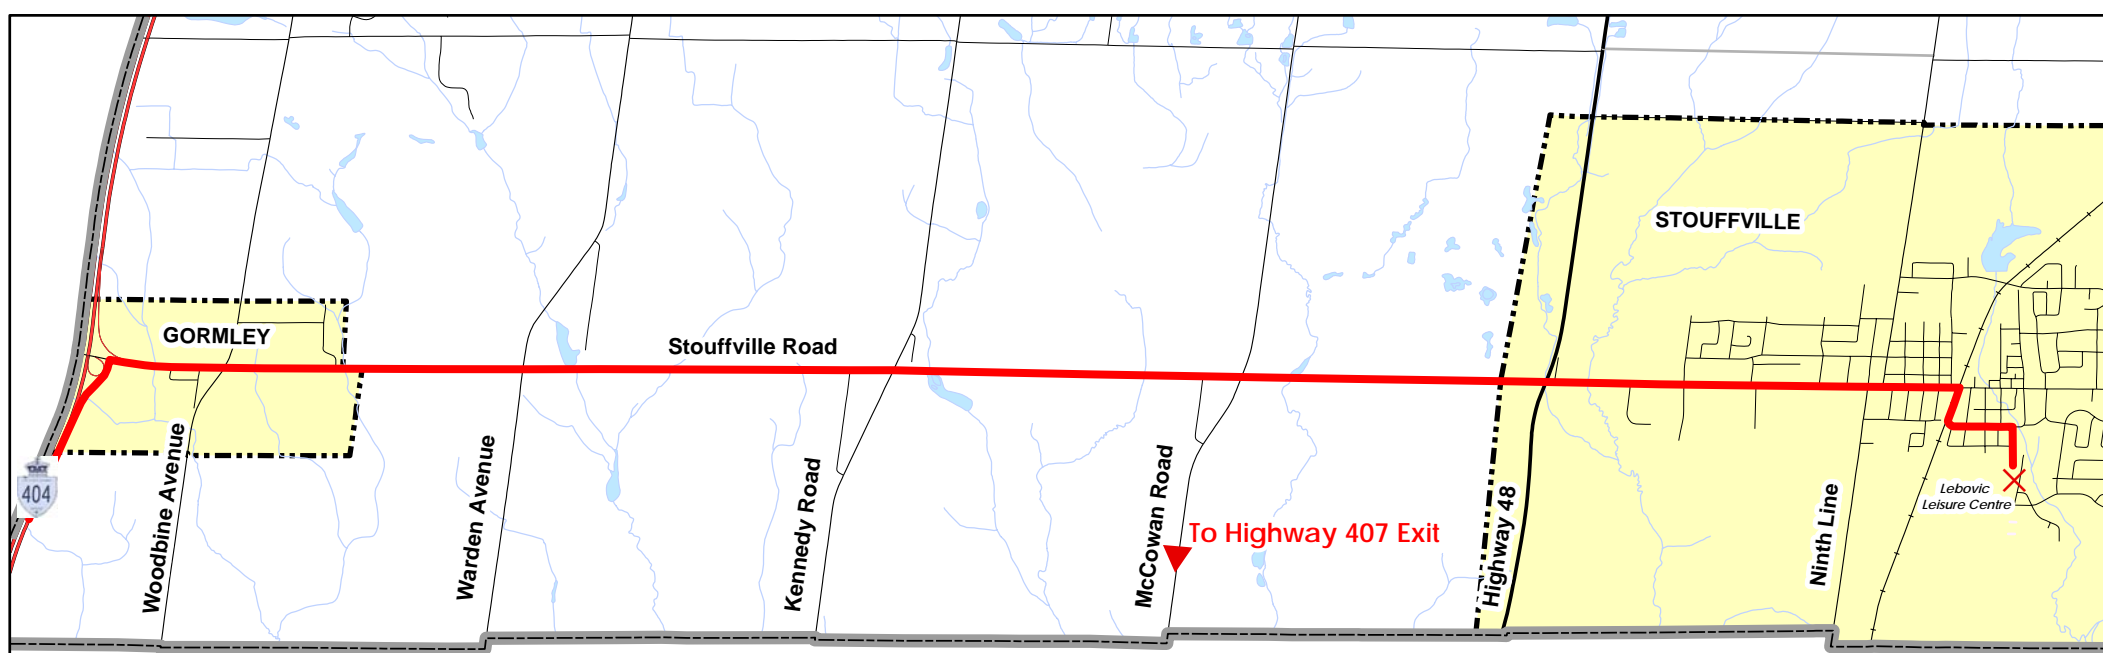 STOUFFVILLE
GORMLEY
Stouffville Road
404
Woodbine Avenue
Warden Avenue
Kennedy Road
McCowan Road
To Highway 407 Exit
Highway 48
Ninth Line
Lebovic
Leisure Centre